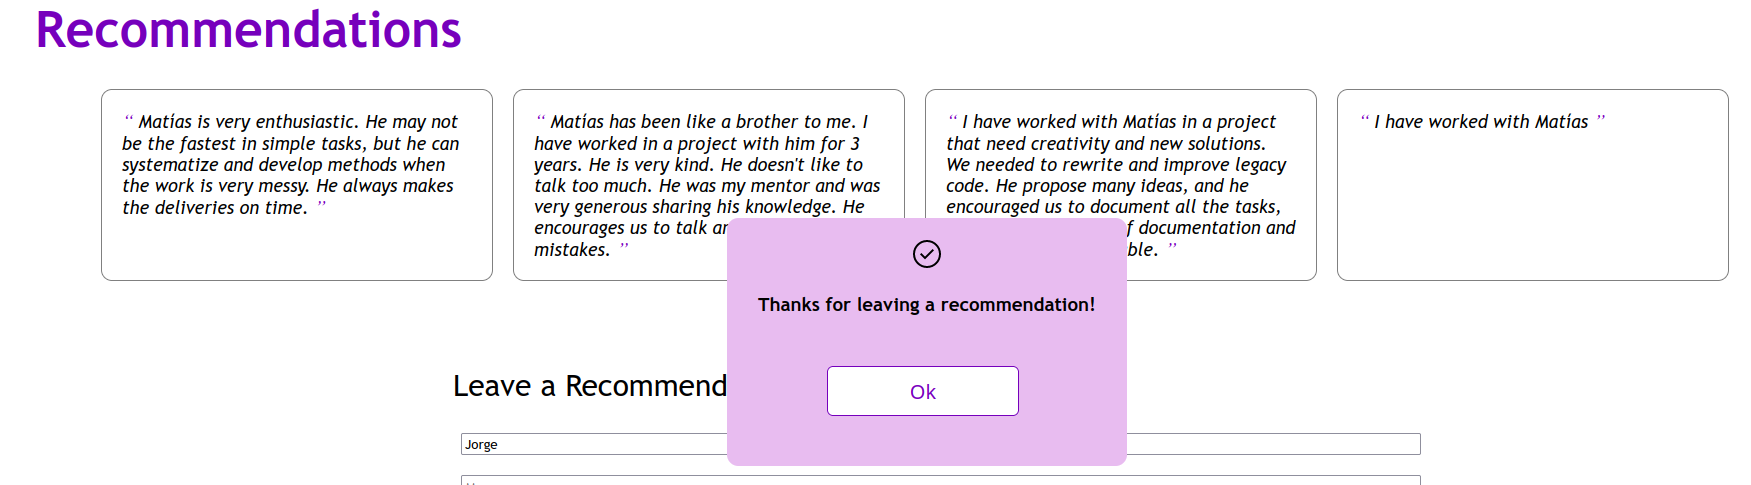 Recommendations
“ Matías is very enthusiastic. He may not
be the fastest in simple tasks, but he can
systematize and develop methods when
the work is very messy. He always makes
the deliveries on time. ”
“ Matías has been like a brother to me. I
have worked in a project with him for 3
years. He is very kind. He doesn't like to
talk too much. He was my mentor and was
very generous sharing his knowledge. He
encourages us to talk
mistakes. ”
“ I have worked with Matías in a project
that need creativity and new solutions.
We needed to rewrite and improve legacy
code. He propose many ideas, and he
encouraged us to document all the tasks,
f documentation and
ble. ”
“ I have worked with Matías ”
Thanks for leaving a recommendation!
Ok
Leave a Recommend
Jorge